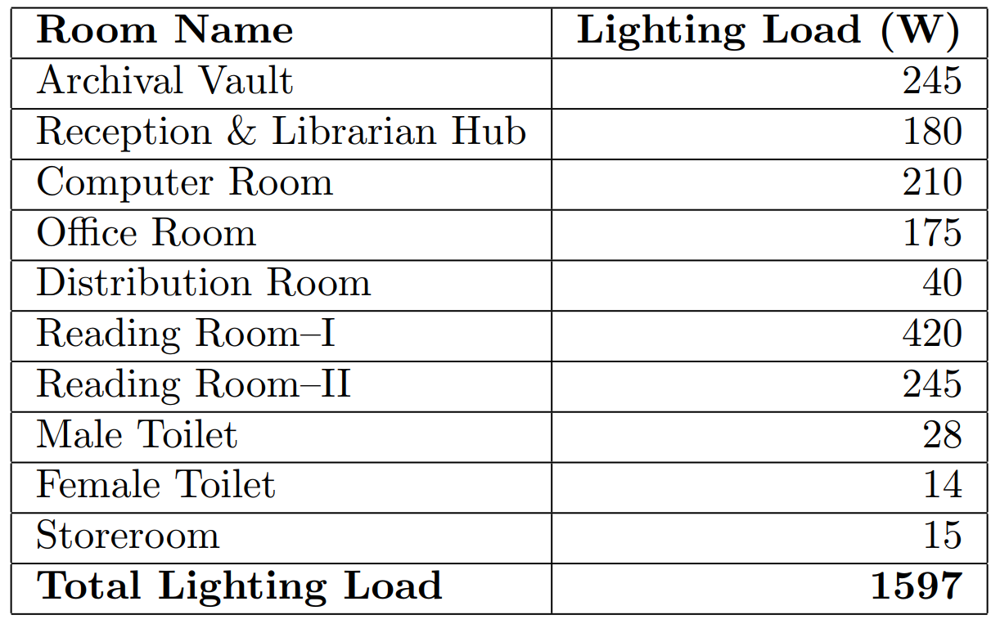 Room Name Lighting Load (W)
Archival Vault 245
Reception & Librarian Hub 180
Computer Room 210
Office Room 175
Distribution Room 40
Reading Room–I 420
Reading Room–II 245
Male Toilet 28
Female Toilet 14
Storeroom 15
Total Lighting Load 1597